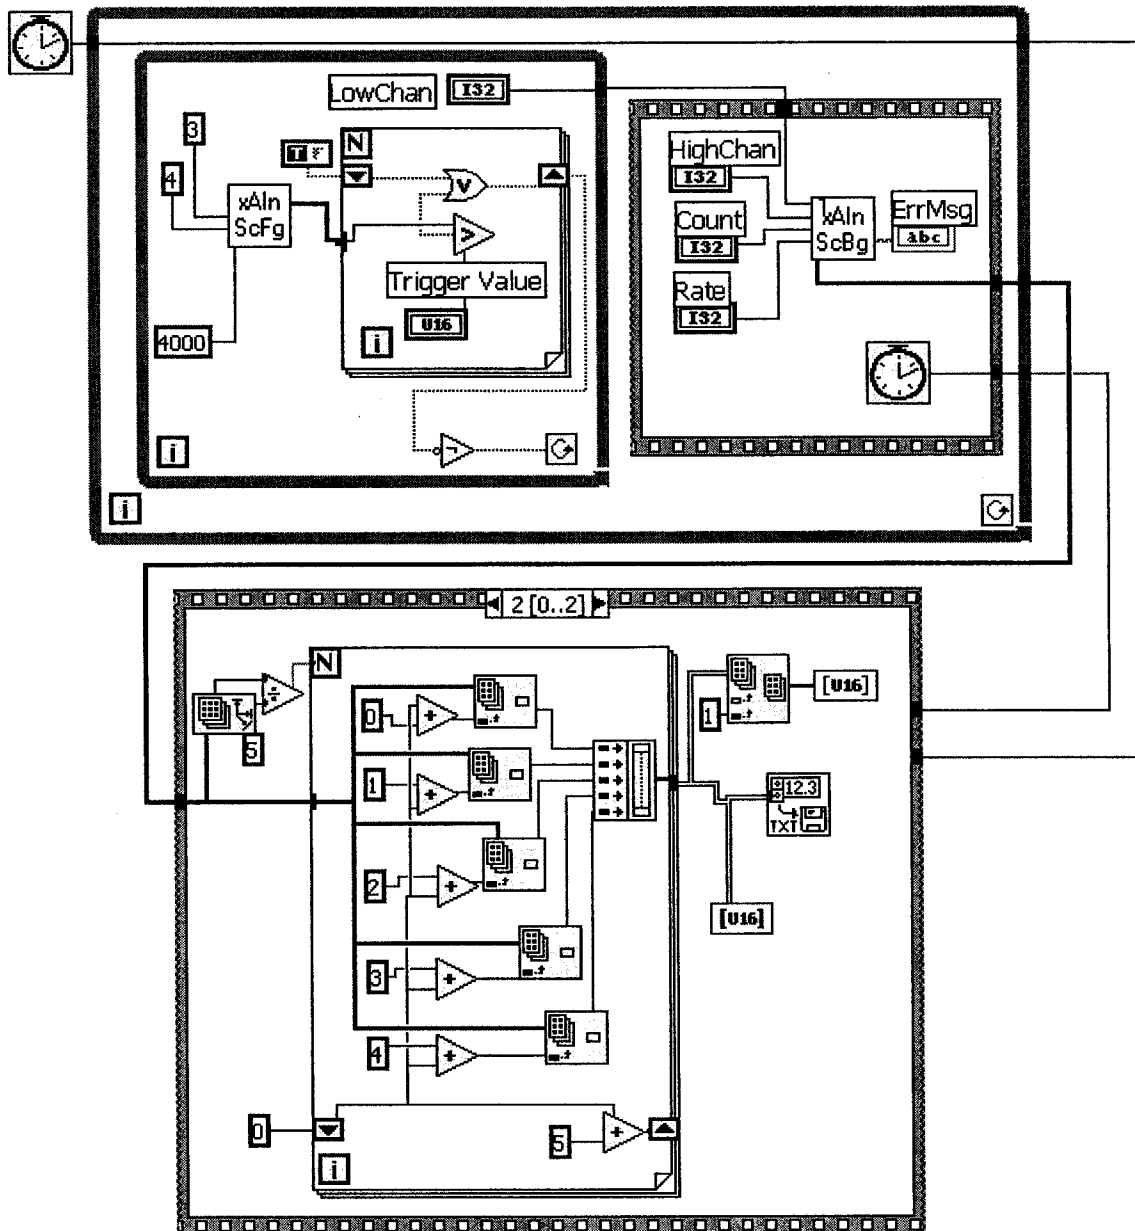 LowChan
I32
3
N
HighChan
I32
T F
4
xAIn
ScFg
V
>
Count
I32
xAIn
ScBg
ErrMsg
abc
Trigger Value
U16
Rate
I32
4000
i
i
i
2 [0..2]
N
÷
5
0
+
1
[U16]
1
+
12.3
TXT
2
+
[U16]
3
+
4
+
0
5
+
i